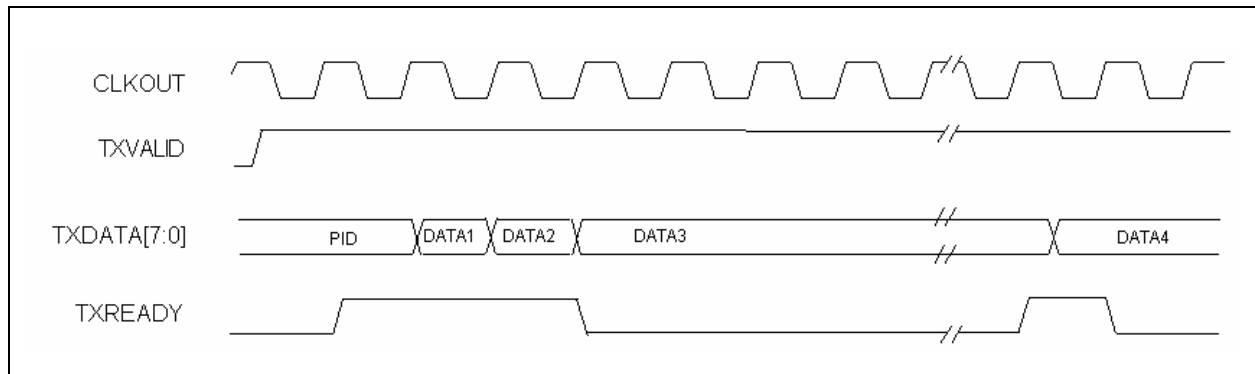 CLKOUT
TXVALID
TXDATA[7:0] PID DATA1 DATA2 DATA3 DATA4
TXREADY